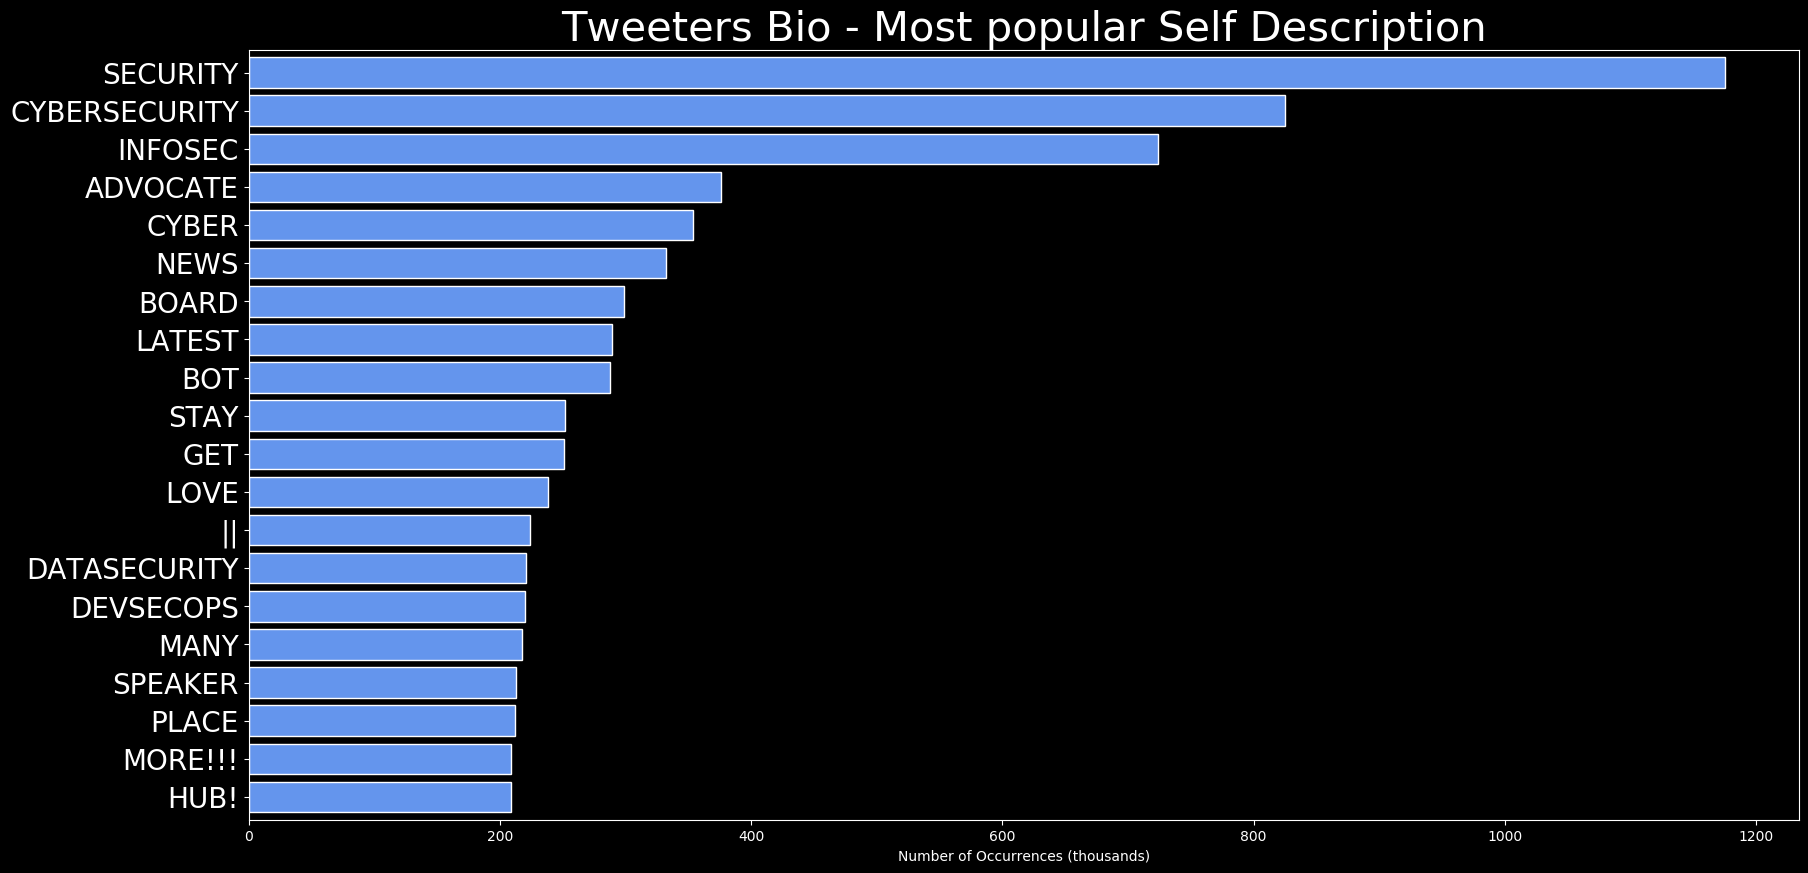 Tweeters Bio - Most popular Self Description
SECURITY
CYBERSECURITY
INFOSEC
ADVOCATE
CYBER
NEWS
BOARD
LATEST
BOT
STAY
GET
LOVE
||
DATASECURITY
DEVSECOPS
MANY
SPEAKER
PLACE
MORE!!!
HUB!
0 200 400 600 800 1000 1200
Number of Occurrences (thousands)